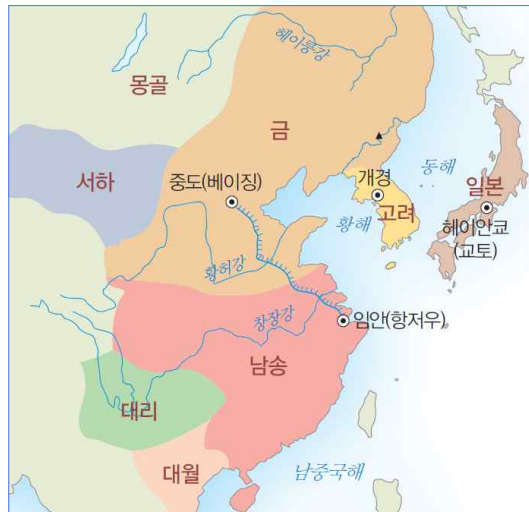 헤이룽강
몽골
금
서하
중도(베이징)
개경
동해
일본
고려
황해
헤이안쿄
(교토)
황허강
창장강
임안(항저우)
남송
대리
대월
남중국해